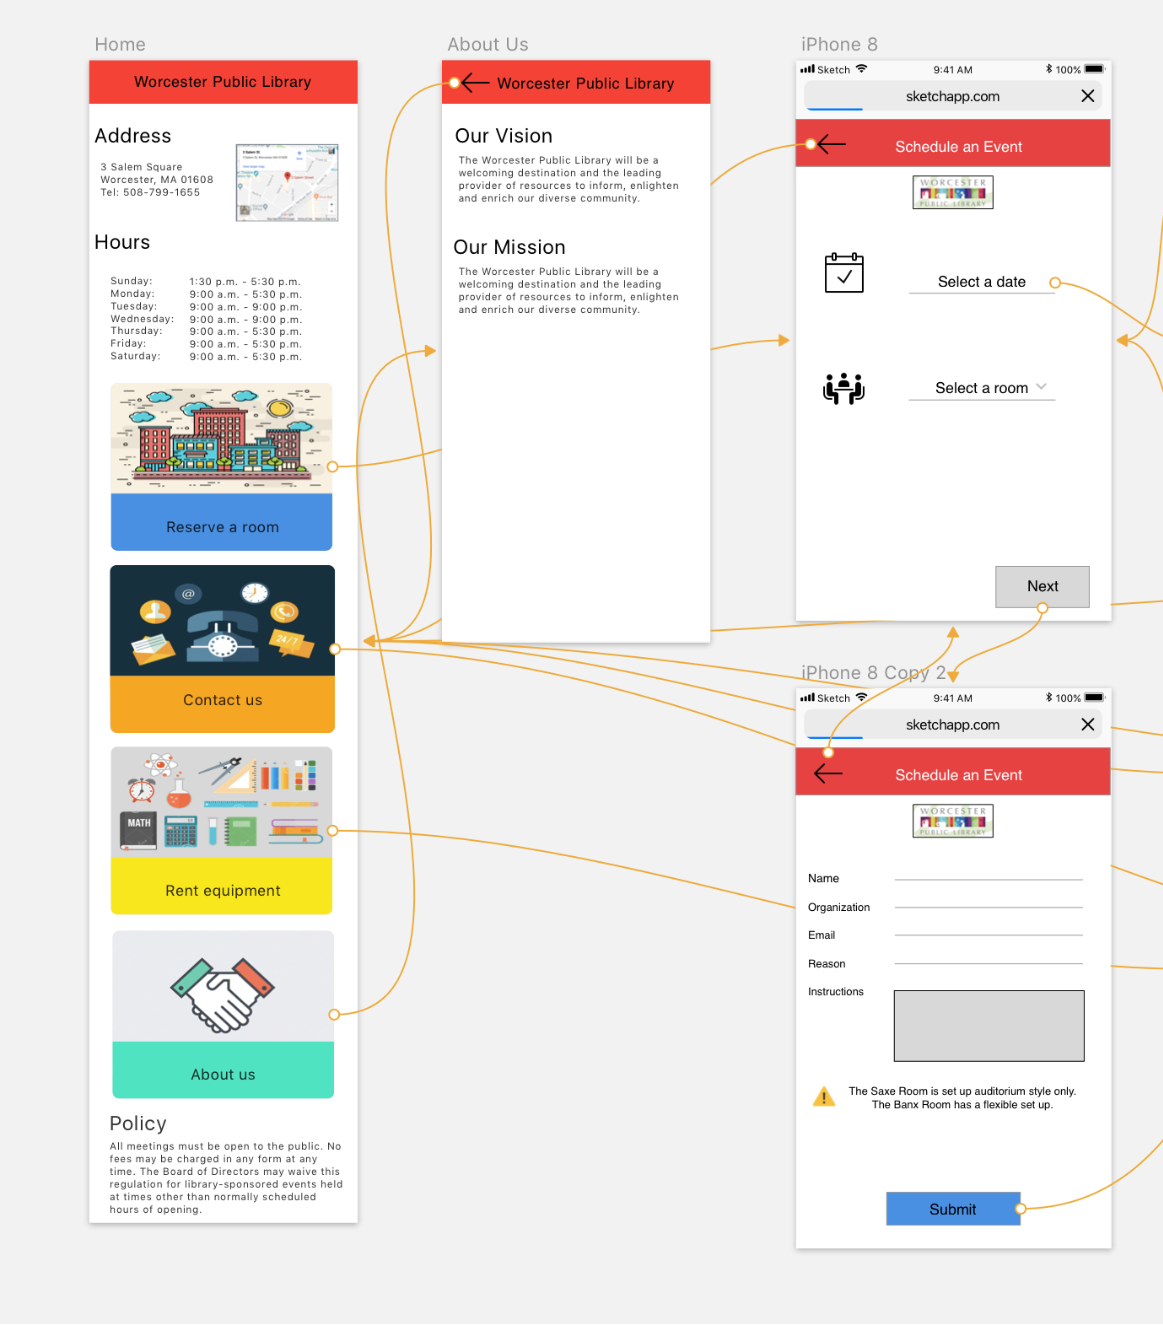 Home
Worcester Public Library
Address
3 Salem Square
Worcester, MA 01608
Tel: 508-799-1655
Hours
Sunday: 1:30 p.m. - 5:30 p.m.
Monday: 9:00 a.m. - 5:30 p.m.
Tuesday: 9:00 a.m. - 9:00 p.m.
Wednesday: 9:00 a.m. - 9:00 p.m.
Thursday: 9:00 a.m. - 5:30 p.m.
Friday: 9:00 a.m. - 5:30 p.m.
Saturday: 9:00 a.m. - 5:30 p.m.
Reserve a room
@
24/7
Contact us
MATH
Rent equipment
About us
Policy
All meetings must be open to the public. No
fees may be charged in any form at any
time. The Board of Directors may waive this
regulation for library-sponsored events held
at times other than normally scheduled
hours of opening.
About Us
Worcester Public Library
Our Vision
The Worcester Public Library will be a
welcoming destination and the leading
provider of resources to inform, enlighten
and enrich our diverse community.
Our Mission
The Worcester Public Library will be a
welcoming destination and the leading
provider of resources to inform, enlighten
and enrich our diverse community.
iPhone 8
Sketch 9:41 AM 100%
sketchapp.com
Schedule an Event
WORCESTER
PUBLIC LIBRARY
Select a date
Select a room
Next
iPhone 8 Copy 2
Sketch 9:41 AM 100%
sketchapp.com
Schedule an Event
WORCESTER
PUBLIC LIBRARY
Name
Organization
Email
Reason
Instructions
The Saxe Room is set up auditorium style only.
The Banx Room has a flexible set up.
Submit